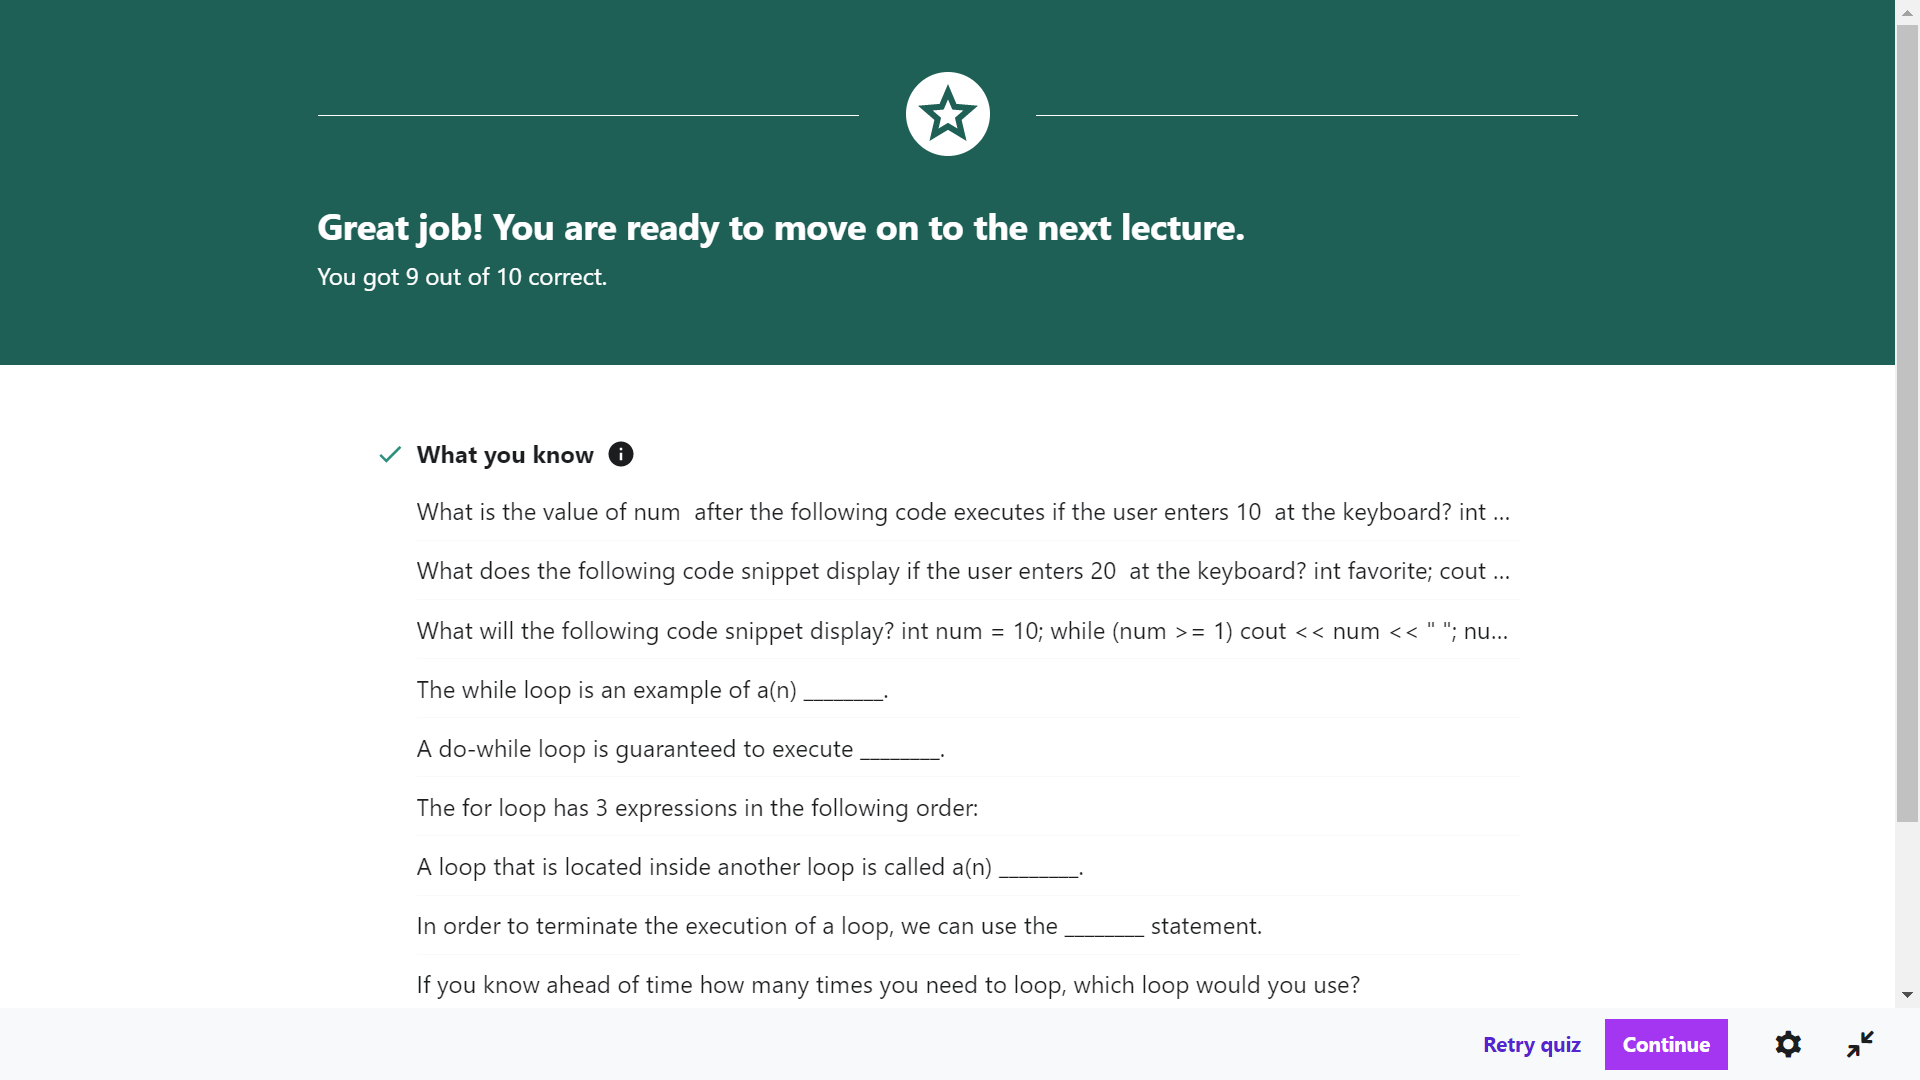 Great job! You are ready to move on to the next lecture.
You got 9 out of 10 correct.
What you know
What is the value of num  after the following code executes if the user enters 10  at the keyboard? int ...
What does the following code snippet display if the user enters 20  at the keyboard? int favorite; cout ...
What will the following code snippet display? int num = 10; while (num >= 1) cout << num << " "; nu...
The while loop is an example of a(n) ________.
A do-while loop is guaranteed to execute ________.
The for loop has 3 expressions in the following order:
A loop that is located inside another loop is called a(n) ________.
In order to terminate the execution of a loop, we can use the ________ statement.
If you know ahead of time how many times you need to loop, which loop would you use?
Retry quiz
Continue